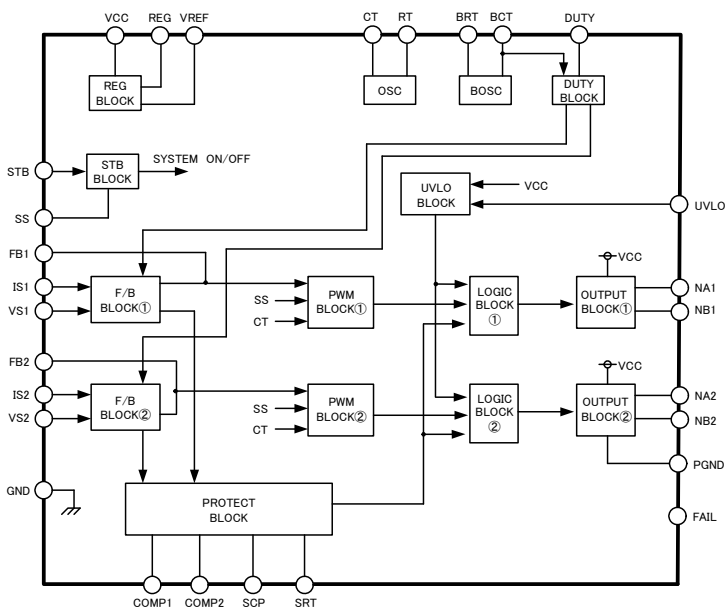 VCC REG VREF CT RT BRT BCT DUTY
REG
BLOCK
OSC
BOSC
DUTY
BLOCK
STB
STB
BLOCK
SYSTEM ON/OFF
SS
UVLO
BLOCK
VCC
UVLO
FB1
IS1
VS1
F/B
BLOCK①
SS
CT
PWM
BLOCK①
LOGIC
BLOCK
①
VCC
OUTPUT
BLOCK①
NA1
NB1
FB2
IS2
VS2
F/B
BLOCK②
SS
CT
PWM
BLOCK②
LOGIC
BLOCK
②
VCC
OUTPUT
BLOCK②
NA2
NB2
PGND
GND
PROTECT
BLOCK
FAIL
COMP1 COMP2 SCP SRT